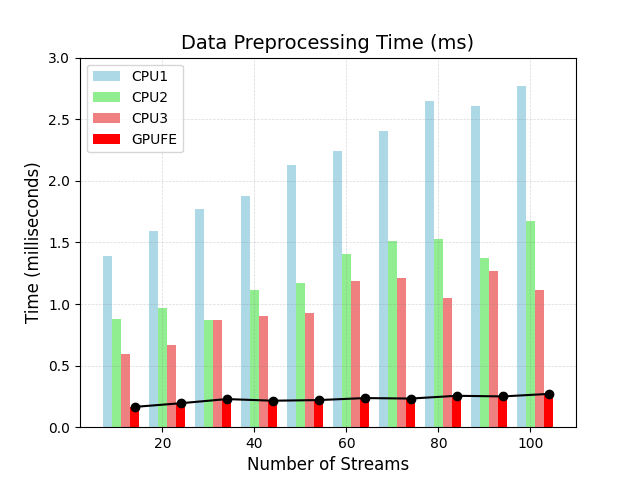 Data Preprocessing Time (ms)
3.0
2.5
2.0
1.5
1.0
0.5
0.0
Time (milliseconds)
CPU1
CPU2
CPU3
GPUFE
20
40
60
80
100
Number of Streams